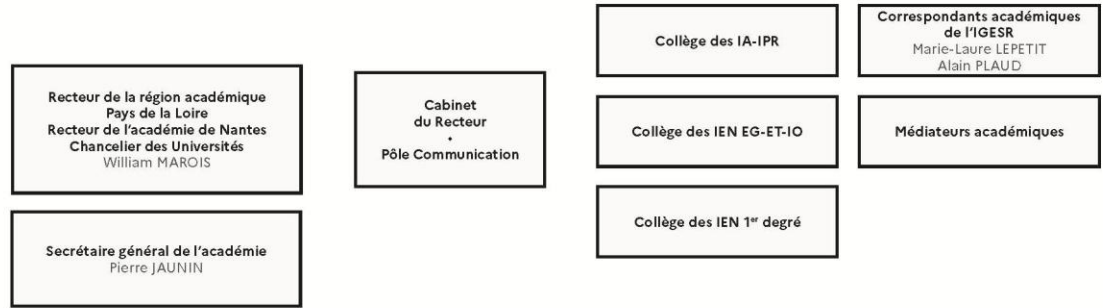 Recteur de la région académique
Pays de la Loire
Recteur de l'académie de Nantes
Chancelier des Universités
William MAROIS
Secrétaire général de l'académie
Pierre JAUNIN
Cabinet
du Recteur
•
Pôle Communication
Collège des IA-IPR
Collège des IEN EG-ET-IO
Collège des IEN 1er degré
Correspondants académiques
de l'IGESR
Marie-Laure LEPETIT
Alain PLAUD
Médiateurs académiques